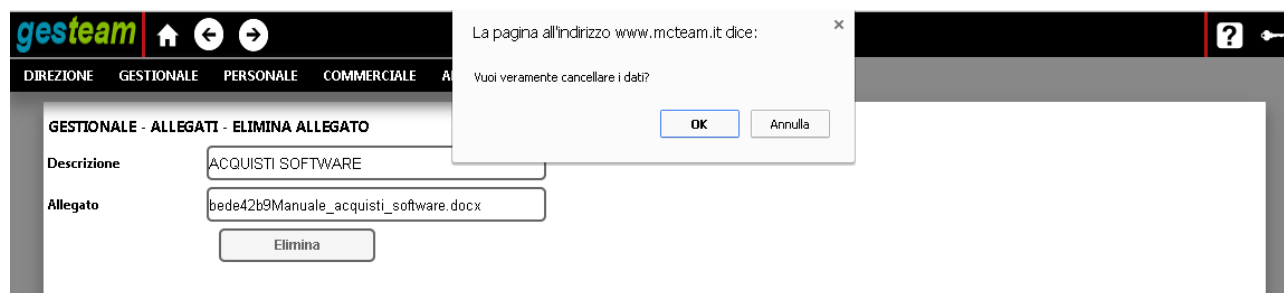 gesteam
La pagina all'indirizzo www.mcteam.it dice:
×
?
DIREZIONE GESTIONALE PERSONALE COMMERCIALE
Vuoi veramente cancellare i dati?
OK Annulla
GESTIONALE - ALLEGATI - ELIMINA ALLEGATO
Descrizione ACQUISTI SOFTWARE
Allegato bede42b9Manuale_acquisti_software.docx
Elimina